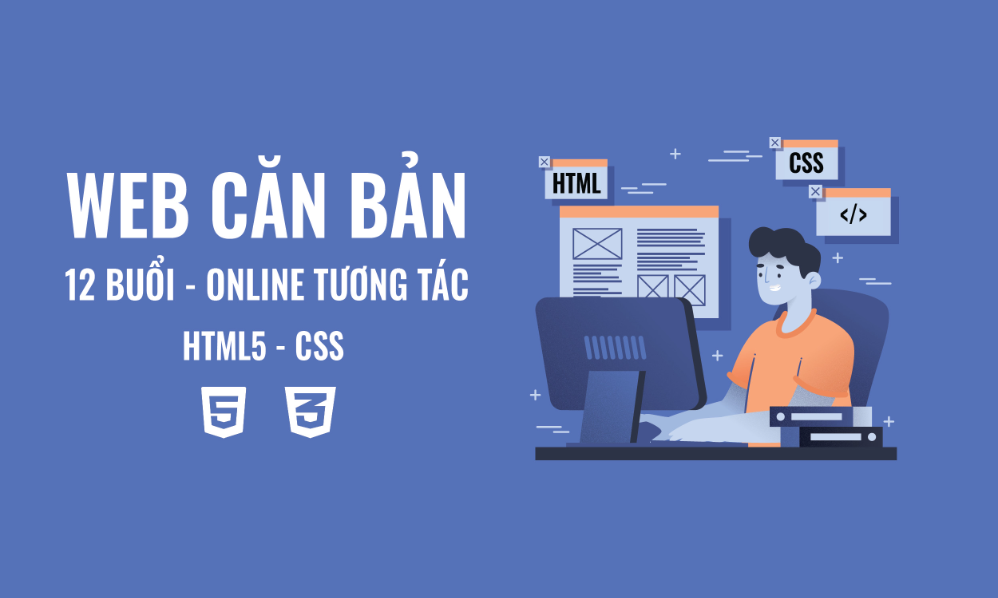 WEB CĂN BẢN
12 BUỔI - ONLINE TƯƠNG TÁC
HTML5 - CSS
5 3
HTML
CSS
</>